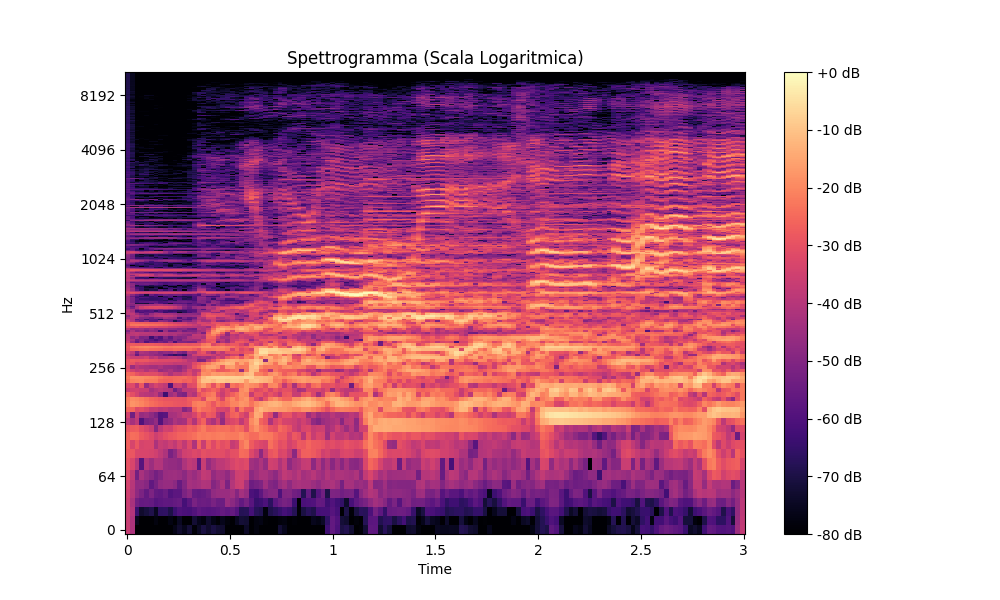 Spettrogramma (Scala Logaritmica)
Hz
8192
4096
2048
1024
512
256
128
64
0
0 0.5 1 1.5 2 2.5 3
Time
+0 dB
-10 dB
-20 dB
-30 dB
-40 dB
-50 dB
-60 dB
-70 dB
-80 dB